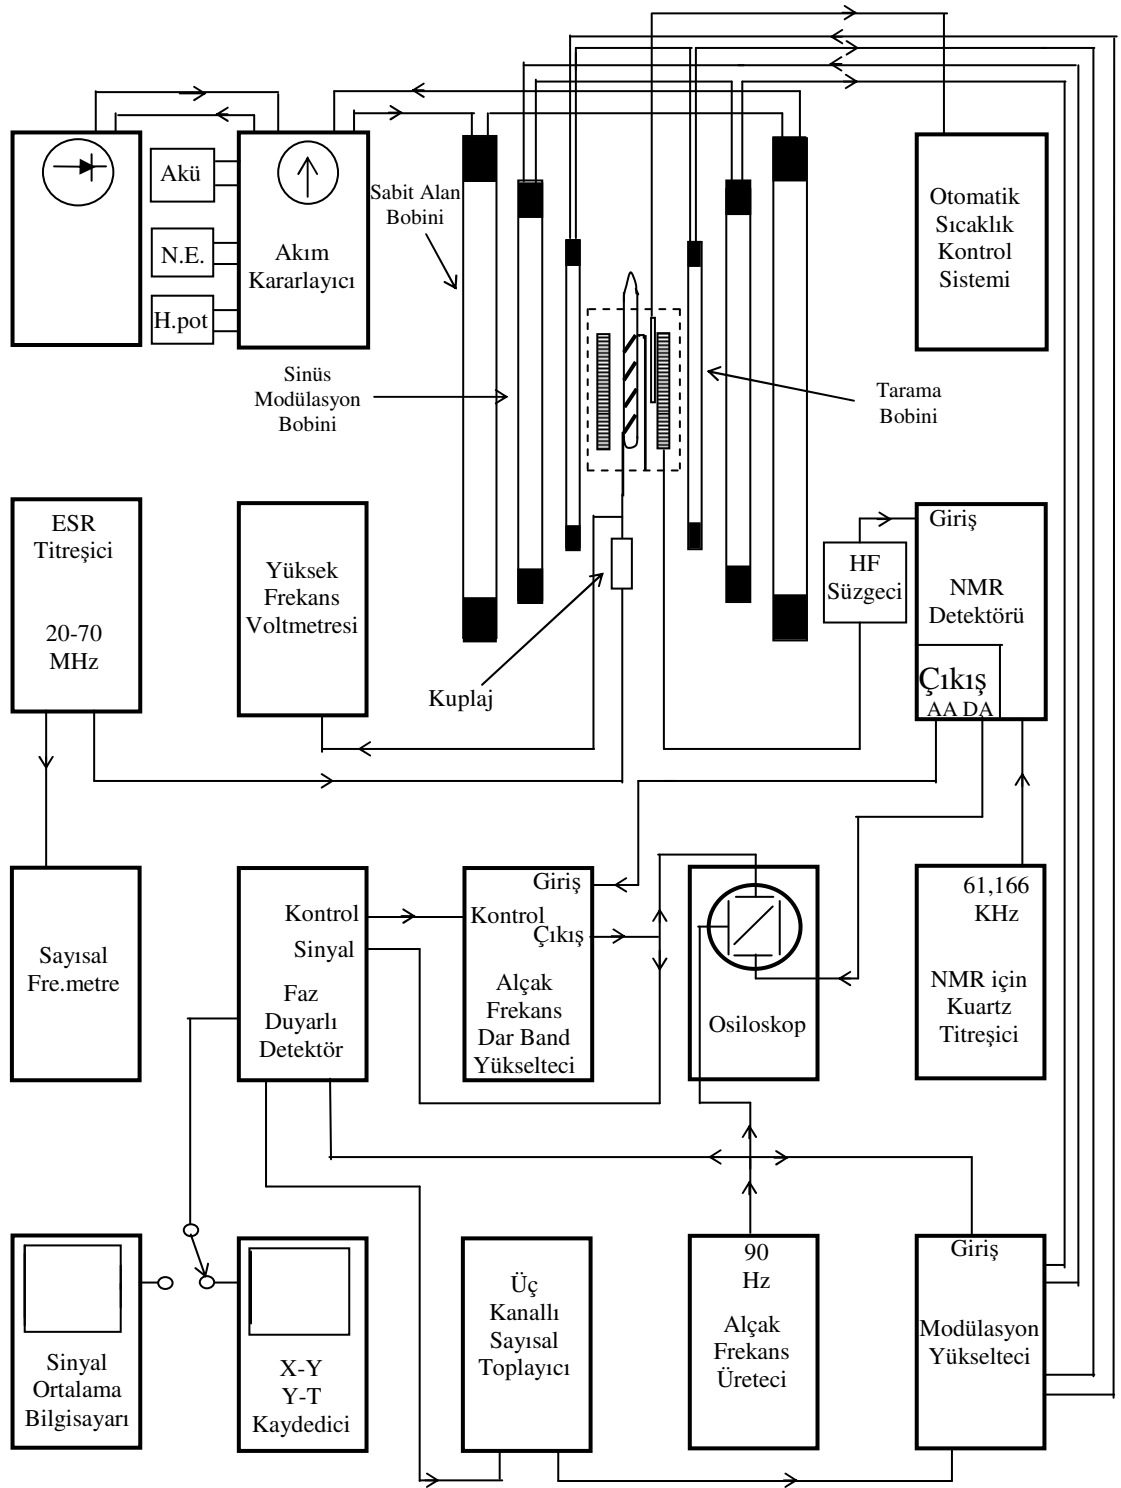 Akü
N.E.
H.pot
Akım
Kararlayıcı
Sabit Alan
Bobini
Otomatik
Sıcaklık
Kontrol
Sistemi
Sinüs
Modülasyon
Bobini
Tarama
Bobini
ESR
Titreşici
20-70
MHz
Yüksek
Frekans
Voltmetresi
Kuplaj
HF
Süzgeci
Giriş
NMR
Detektörü
Çıkış
AA DA
Sayısal
Fre.metre
Kontrol
Sinyal
Faz
Duyarlı
Detektör
Giriş
Kontrol
Çıkış
Alçak
Frekans
Dar Band
Yükselteci
Osiloskop
61,166
KHz
NMR için
Kuartz
Titreşici
Sinyal
Ortalama
Bilgisayarı
X-Y
Y-T
Kaydedici
Üç
Kanallı
Sayısal
Toplayıcı
90
Hz
Alçak
Frekans
Üreteci
Giriş
Modülasyon
Yükselteci